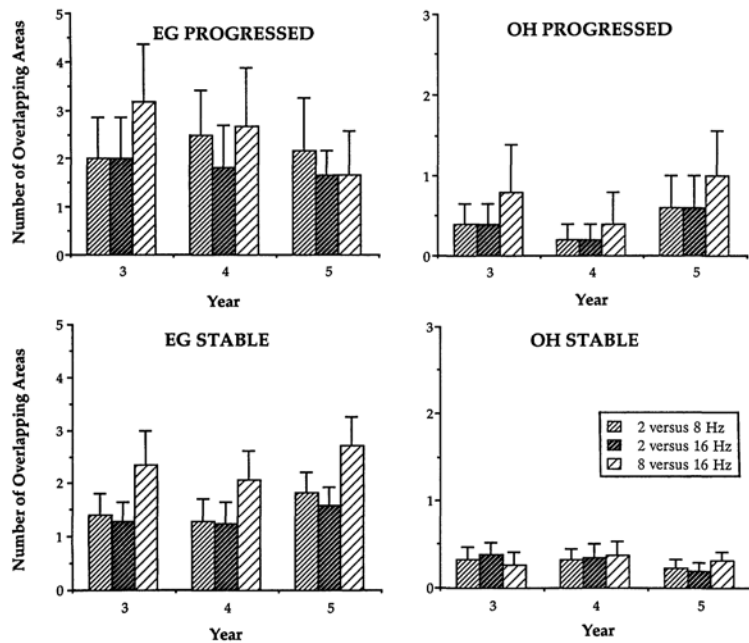 EG PROGRESSED
Number of Overlapping Areas
5
4
3
2
1
0
3 4 5
Year
OH PROGRESSED
3
2
1
0
3 4 5
Year
EG STABLE
Number of Overlapping Areas
5
4
3
2
1
0
3 4 5
Year
OH STABLE
3
2
1
0
2 versus 8 Hz
2 versus 16 Hz
8 versus 16 Hz
3 4 5
Year